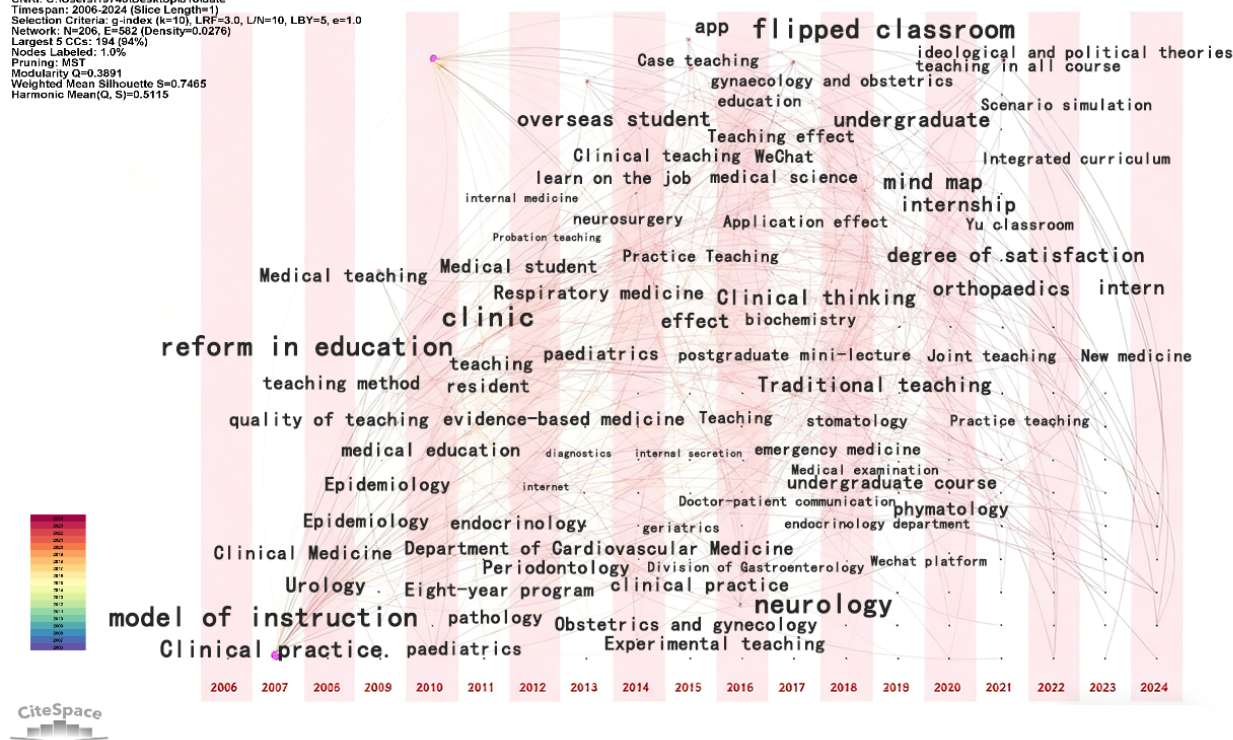 Timespan: 2006-2024 (Slice Length=1)
Selection Criteria: g-index (k=10), LRF=3.0, L/N=10, LBY=5, e=1.0
Network: N=206, E=582 (Density=0.0276)
Largest 5 CCs: 194 (94%)
Nodes Labeled: 1.0%
Pruning: MST
Modularity Q=0.3891
Weighted Mean Silhouette S=0.7465
Harmonic Mean(Q, S)=0.5115
app flipped classroom
ideological and political theories
Case teaching
teaching in all course
gynaecology and obstetrics
education
Scenario simulation
overseas student
undergraduate
Teaching effect
Clinical teaching WeChat
Integrated curriculum
learn on the job medical science
mind map
internal medicine
internship
neurosurgery
Application effect
Yu classroom
Probation teaching
Practice Teaching
degree of satisfaction
Medical teaching
Medical student
orthopaedics
intern
Respiratory medicine
Clinical thinking
clinic
effect
biochemistry
reform in education
paediatrics
postgraduate
mini-lecture
Joint teaching
New medicine
teaching
teaching method
resident
Traditional teaching
quality of teaching
evidence-based medicine
Teaching
stomatology
Practice teaching
medical education
diagnostics
internal secretion
emergency medicine
Medical examination
Epidemiology
internet
undergraduate course
Doctor-patient communication
phymatology
Epidemiology
endocrinology
geriatrics
endocrinology department
Clinical Medicine
Department of Cardiovascular Medicine
Periodontology
Division of Gastroenterology
Wechat platform
Urology
Eight-year program
clinical practice
neurology
model of instruction
pathology
Obstetrics and gynecology
Clinical practice.
paediatrics
Experimental teaching
2006 2007 2008 2009 2010 2011 2012 2013 2014 2015 2016 2017 2018 2019 2020 2021 2022 2023 2024
CiteSpace